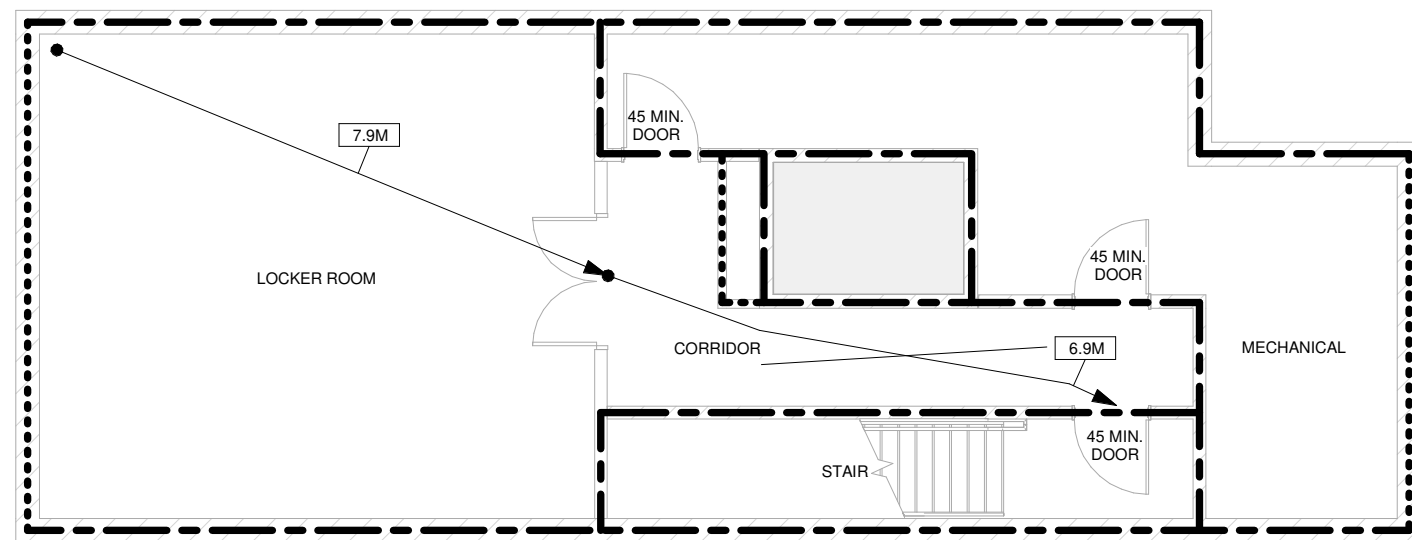 45 MIN.
DOOR
7.9M
45 MIN.
DOOR
LOCKER ROOM
CORRIDOR
6.9M
MECHANICAL
45 MIN.
DOOR
STAIR